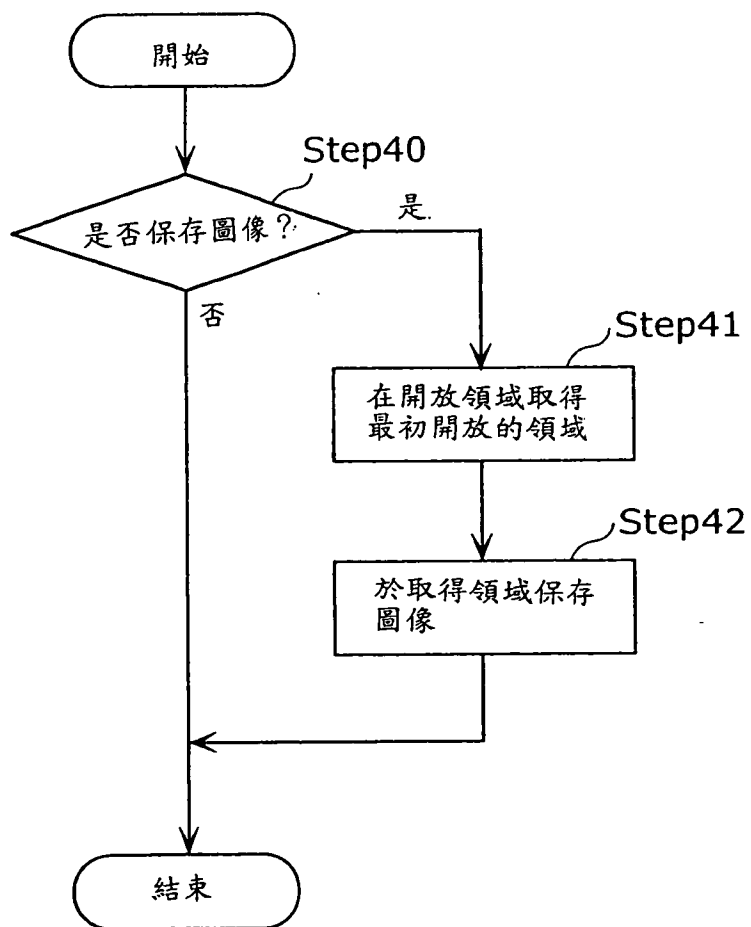 開始
Step40
是否保存圖像?
是
否
Step41
在開放領域取得
最初開放的領域
Step42
於取得領域保存
圖像
結束